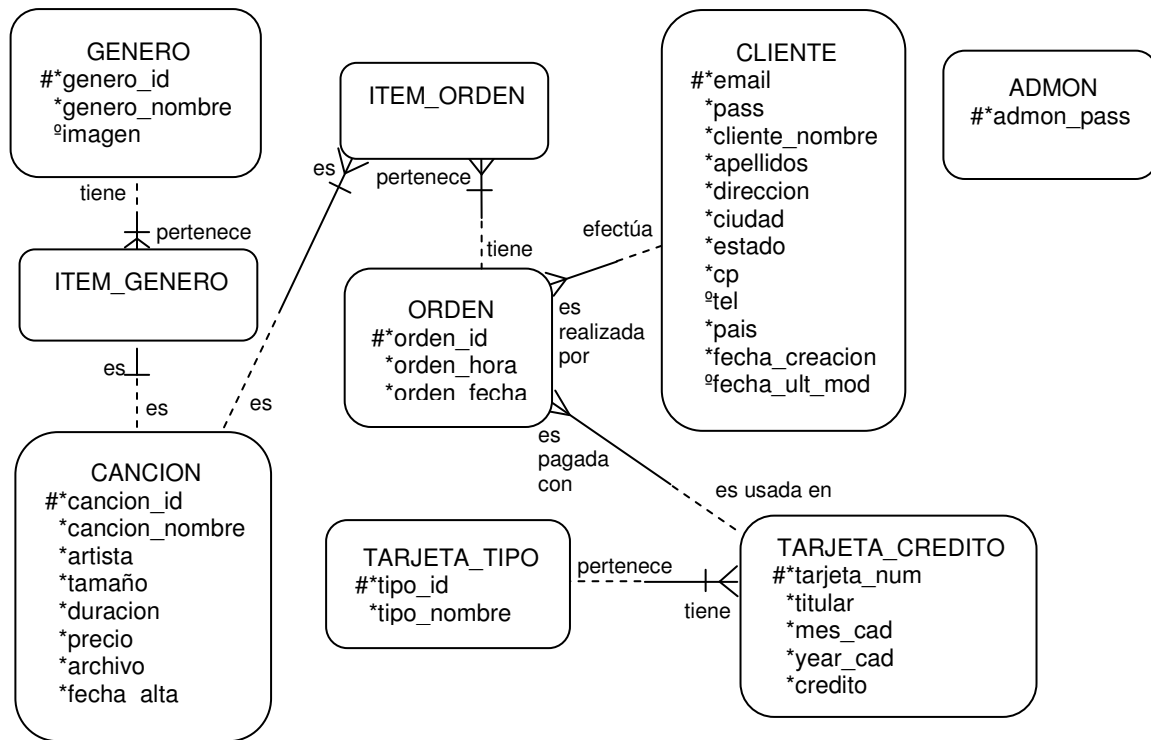 GENERO
#*genero_id
*genero_nombre
ºimagen
tiene
pertenece
ITEM_GENERO
es
es
CANCION
#*cancion_id
*cancion_nombre
*artista
*tamaño
*duracion
*precio
*archivo
*fecha_alta
ITEM_ORDEN
es
pertenece
es
tiene
ORDEN
#*orden_id
*orden_hora
*orden_fecha
efectúa
es
realizada
por
es
pagada
con
CLIENTE
#*email
*pass
*cliente_nombre
*apellidos
*direccion
*ciudad
*estado
*cp
ºtel
*pais
*fecha_creacion
ºfecha_ult_mod
ADMON
#*admon_pass
es usada en
TARJETA_TIPO
#*tipo_id
*tipo_nombre
pertenece
tiene
TARJETA_CREDITO
#*tarjeta_num
*titular
*mes_cad
*year_cad
*credito